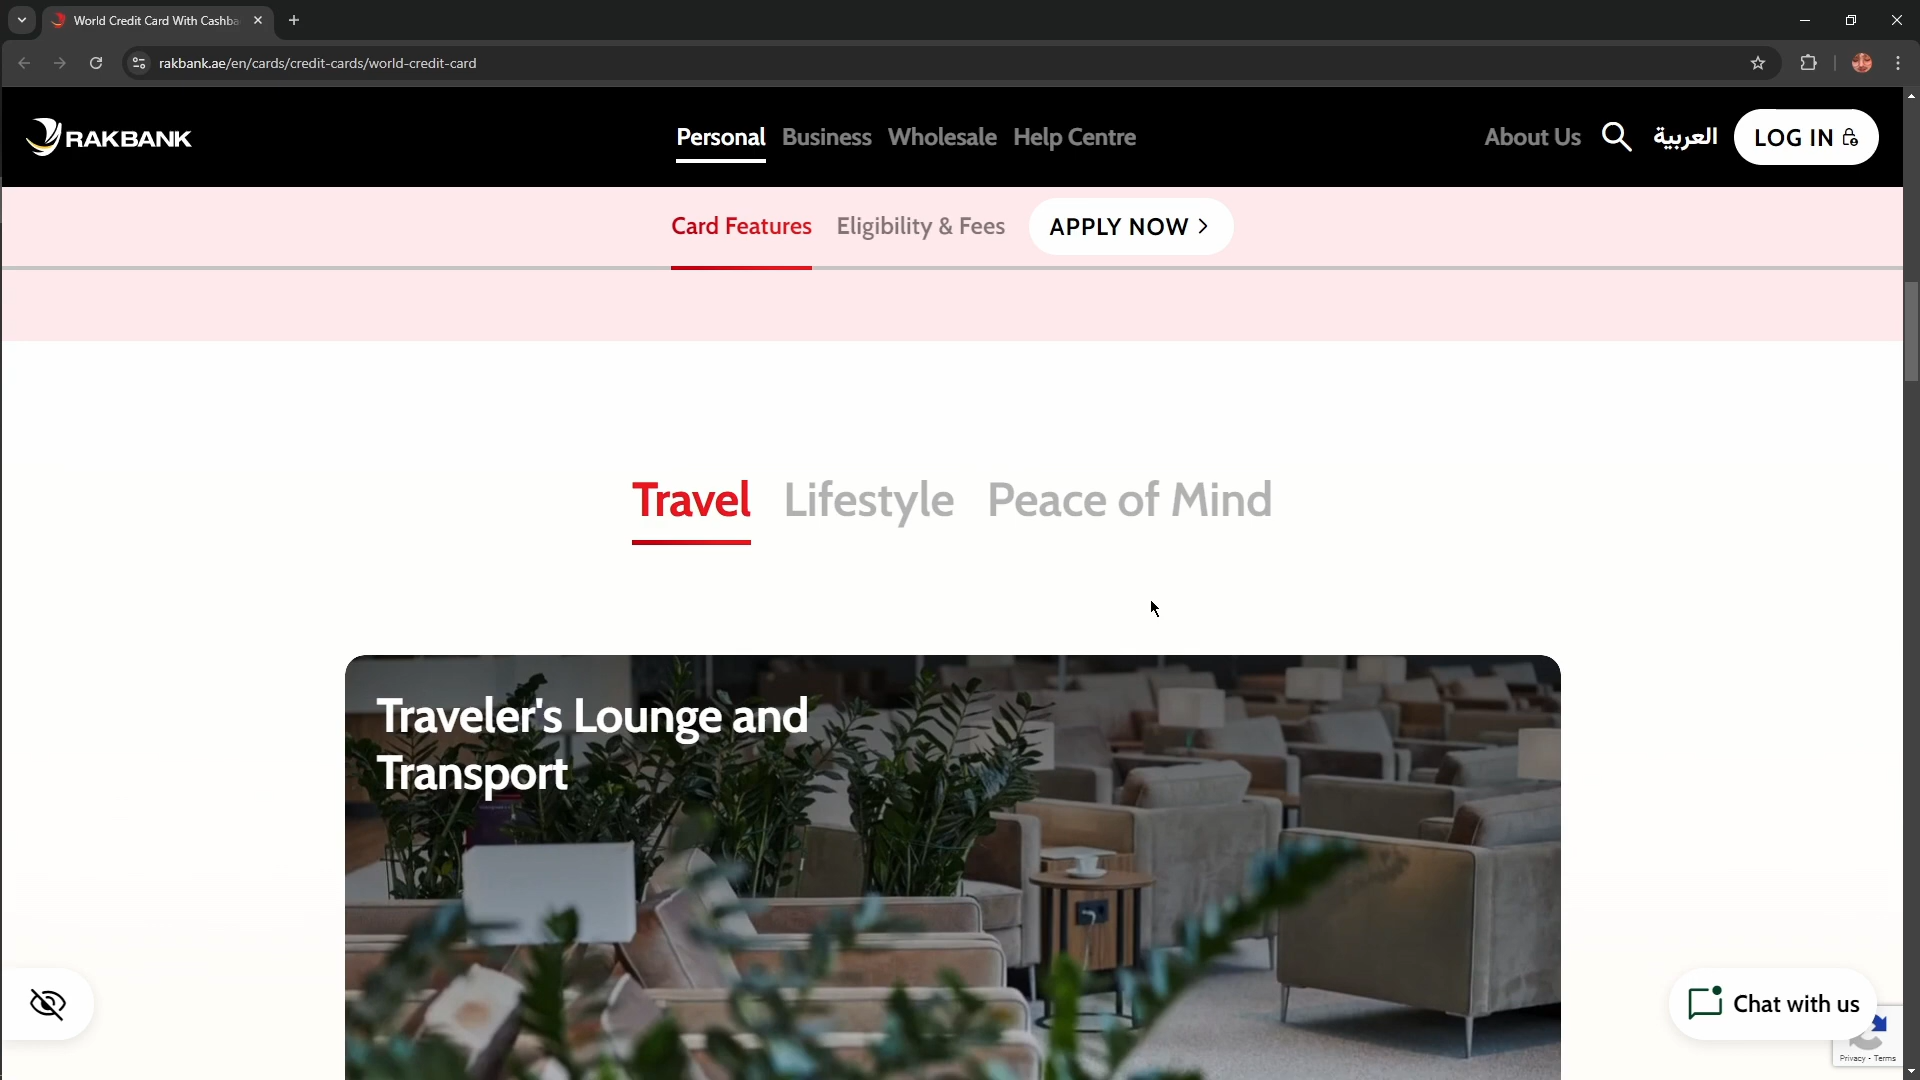 World Credit Card With Cashba
rakbank.ae/en/cards/credit-cards/world-credit-card
RAKBANK
Personal Business Wholesale Help Centre
About Us العربية LOG IN
Card Features Eligibility & Fees APPLY NOW
Travel Lifestyle Peace of Mind
Traveler's Lounge and
Transport
Chat with us
Privacy - Terms